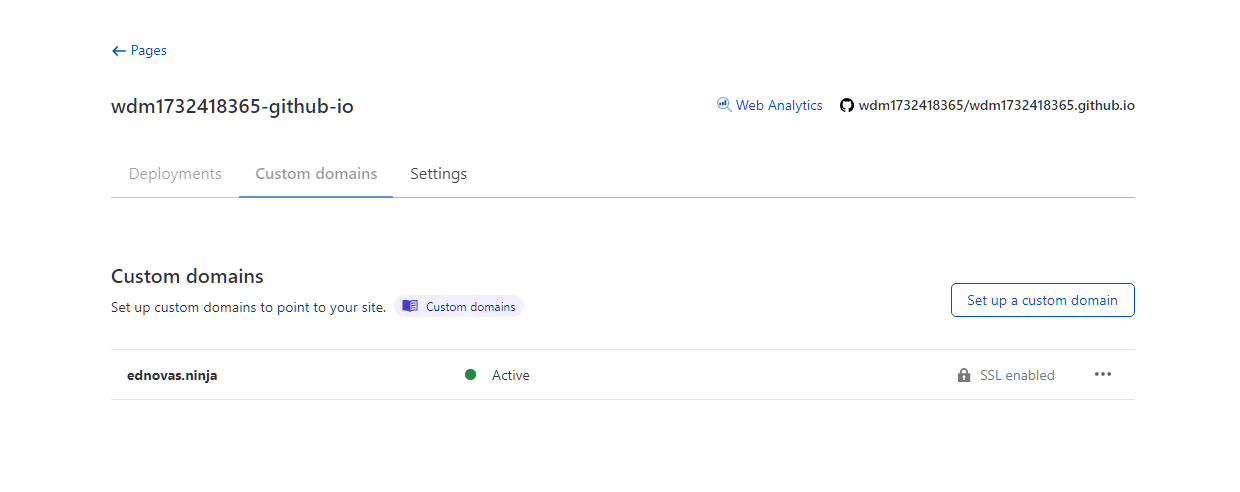 Pages
wdm1732418365-github-io
Web Analytics
wdm1732418365/wdm1732418365.github.io
Deployments
Custom domains
Settings
Custom domains
Set up custom domains to point to your site.
Custom domains
Set up a custom domain
ednovas.ninja
Active
SSL enabled